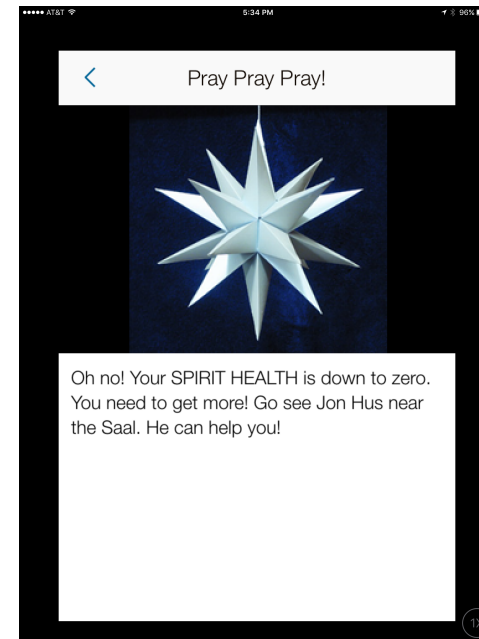 AT&T 5:34 PM 96%
Pray Pray Pray!
Oh no! Your SPIRIT HEALTH is down to zero.
You need to get more! Go see Jon Hus near
the Saal. He can help you!
1x